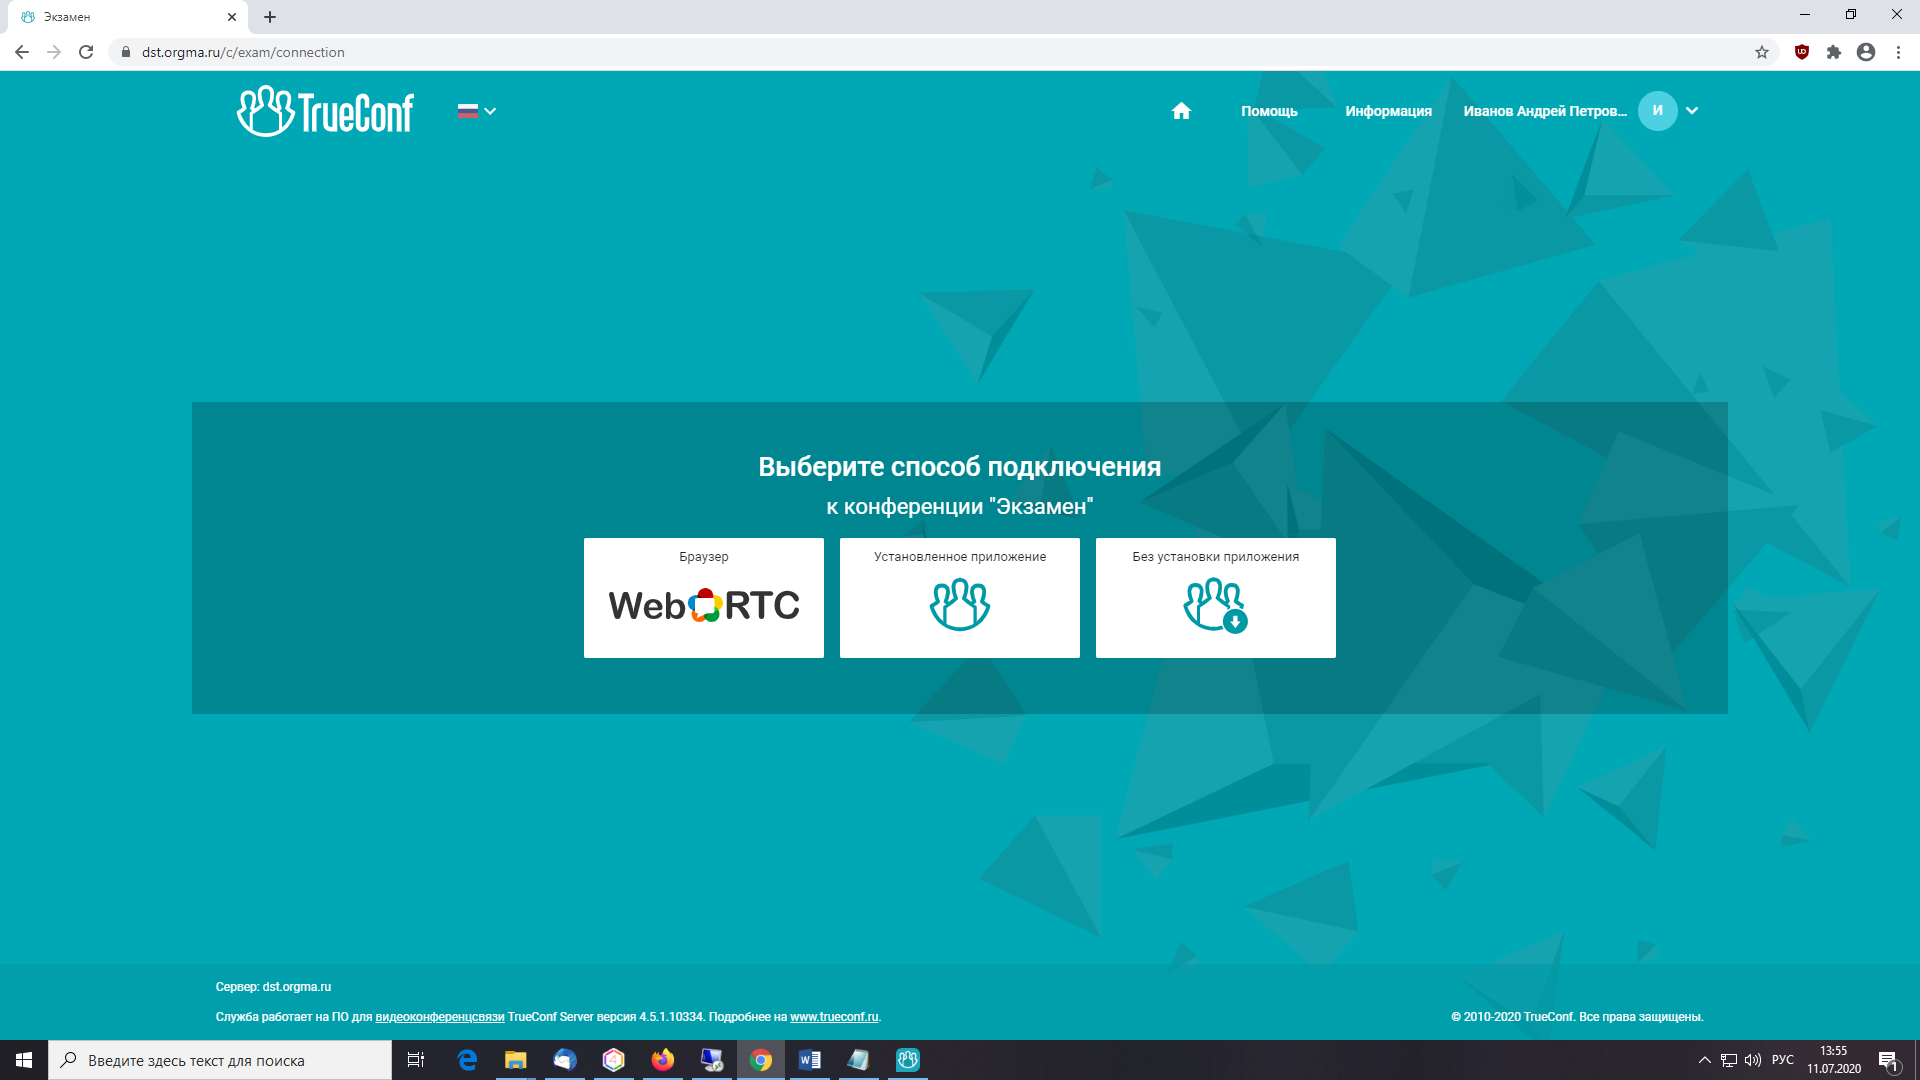 Экзамен
dst.orgma.ru/c/exam/connection
TrueConf
Помощь
Информация
Иванов Андрей Петров...
И
Выберите способ подключения
к конференции "Экзамен"
Браузер
WebRTC
Установленное приложение
Без установки приложения
Сервер: dst.orgma.ru
Служба работает на ПО для видеоконференцсвязи TrueConf Server версия 4.5.1.10334. Подробнее на www.trueconf.ru.
© 2010-2020 TrueConf. Все права защищены.
Введите здесь текст для поиска
РУС
13:55
11.07.2020
1